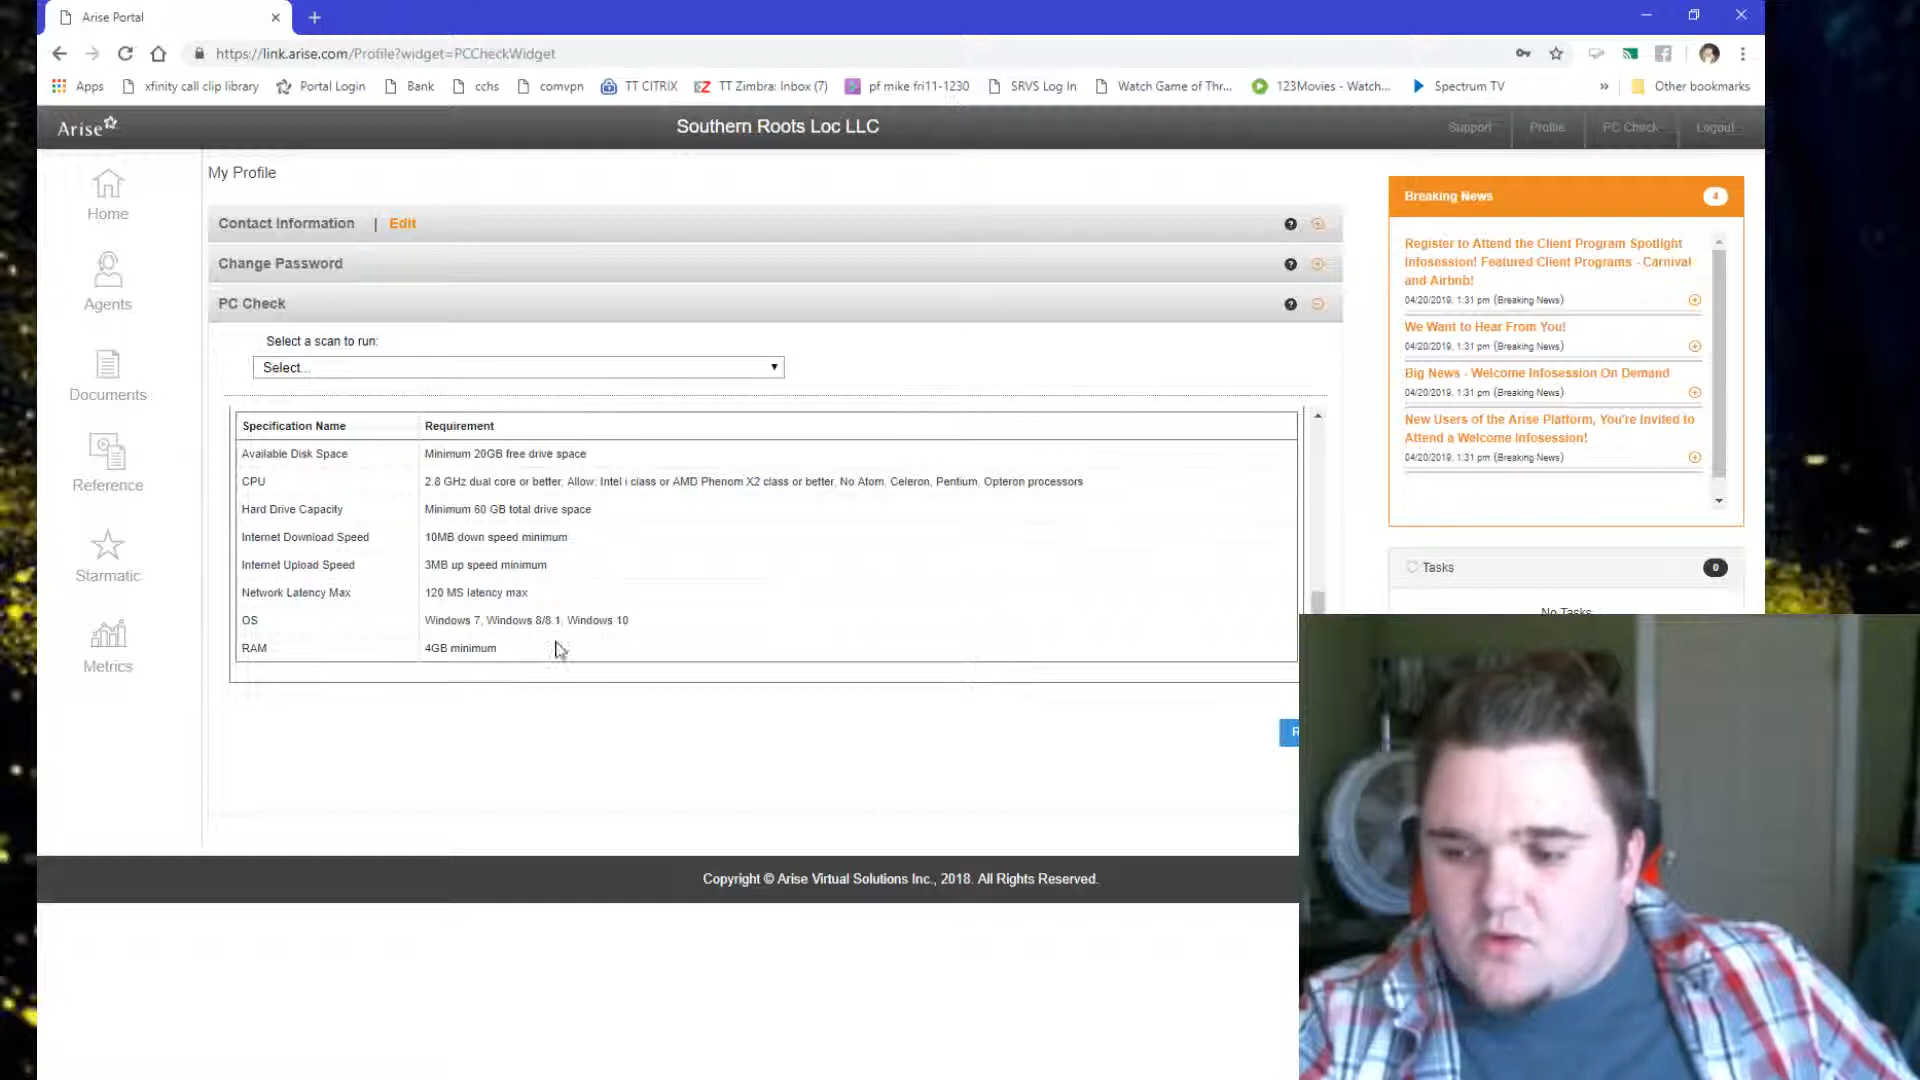 Arise Portal
https://link.arise.com/Profile?widget=PCCheckWidget
Apps xfinity call clip library Portal Login Bank cchs comvpn TT CITRIX TT Zimbra: Inbox (7) pf mike fri11-1230 SRVS Log In Watch Game of Thr... 123Movies - Watch... Spectrum TV » Other bookmarks
Arise Southern Roots Loc LLC Support Profile PC Check Logout
My Profile
Home
Agents
Documents
Reference
Starmatic
Metrics
Contact Information | Edit
Change Password
PC Check
Select a scan to run:
Select...
Specification Name Requirement
Available Disk Space Minimum 20GB free drive space
CPU 2.8 GHz dual core or better, Allow: Intel i class or AMD Phenom X2 class or better, No Atom, Celeron, Pentium, Opteron processors
Hard Drive Capacity Minimum 60 GB total drive space
Internet Download Speed 10MB down speed minimum
Internet Upload Speed 3MB up speed minimum
Network Latency Max 120 MS latency max
OS Windows 7, Windows 8/8.1, Windows 10
RAM 4GB minimum
Breaking News 4
Register to Attend the Client Program Spotlight
Infosession! Featured Client Programs - Carnival
and Airbnb!
04/20/2019, 1:31 pm (Breaking News)
We Want to Hear From You!
04/20/2019, 1:31 pm (Breaking News)
Big News - Welcome Infosession On Demand
04/20/2019, 1:31 pm (Breaking News)
New Users of the Arise Platform, You're Invited to
Attend a Welcome Infosession!
04/20/2019, 1:31 pm (Breaking News)
Tasks 0
No Tasks
Copyright © Arise Virtual Solutions Inc., 2018. All Rights Reserved.